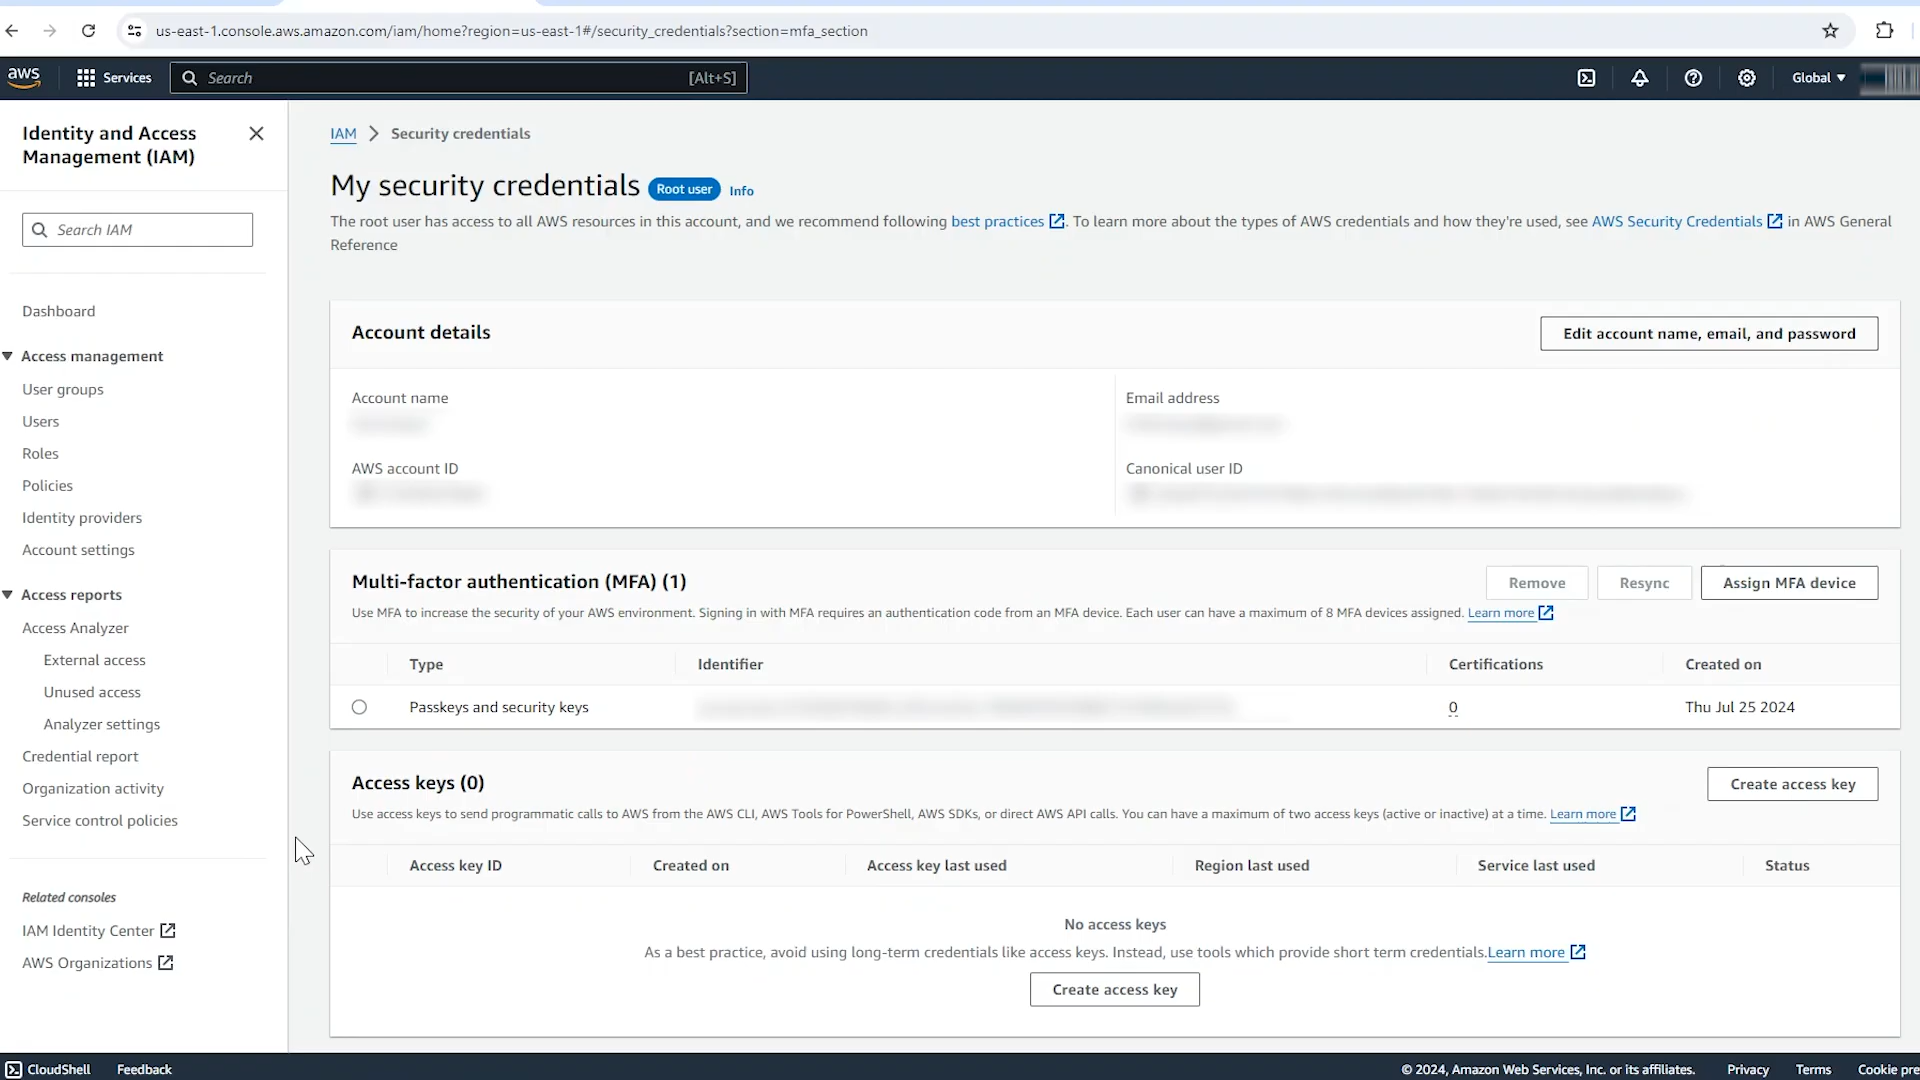 us-east-1.console.aws.amazon.com/iam/home?region=us-east-1#/security_credentials?section=mfa_section
aws
Services
Search
[Alt+S]
Global
Identity and Access
Management (IAM)
Search IAM
Dashboard
Access management
User groups
Users
Roles
Policies
Identity providers
Account settings
Access reports
Access Analyzer
External access
Unused access
Analyzer settings
Credential report
Organization activity
Service control policies
Related consoles
IAM Identity Center
AWS Organizations
IAM > Security credentials
My security credentials Root user Info
The root user has access to all AWS resources in this account, and we recommend following best practices. To learn more about the types of AWS credentials and how they're used, see AWS Security Credentials in AWS General
Reference
Account details
Edit account name, email, and password
Account name
Email address
AWS account ID
Canonical user ID
Multi-factor authentication (MFA) (1)
Remove
Resync
Assign MFA device
Use MFA to increase the security of your AWS environment. Signing in with MFA requires an authentication code from an MFA device. Each user can have a maximum of 8 MFA devices assigned. Learn more
Type Identifier Certifications Created on
Passkeys and security keys 0 Thu Jul 25 2024
Access keys (0)
Create access key
Use access keys to send programmatic calls to AWS from the AWS CLI, AWS Tools for PowerShell, AWS SDKs, or direct AWS API calls. You can have a maximum of two access keys (active or inactive) at a time. Learn more
Access key ID Created on Access key last used Region last used Service last used Status
No access keys
As a best practice, avoid using long-term credentials like access keys. Instead, use tools which provide short term credentials.Learn more
Create access key
CloudShell Feedback © 2024, Amazon Web Services, Inc. or its affiliates. Privacy Terms Cookie pre